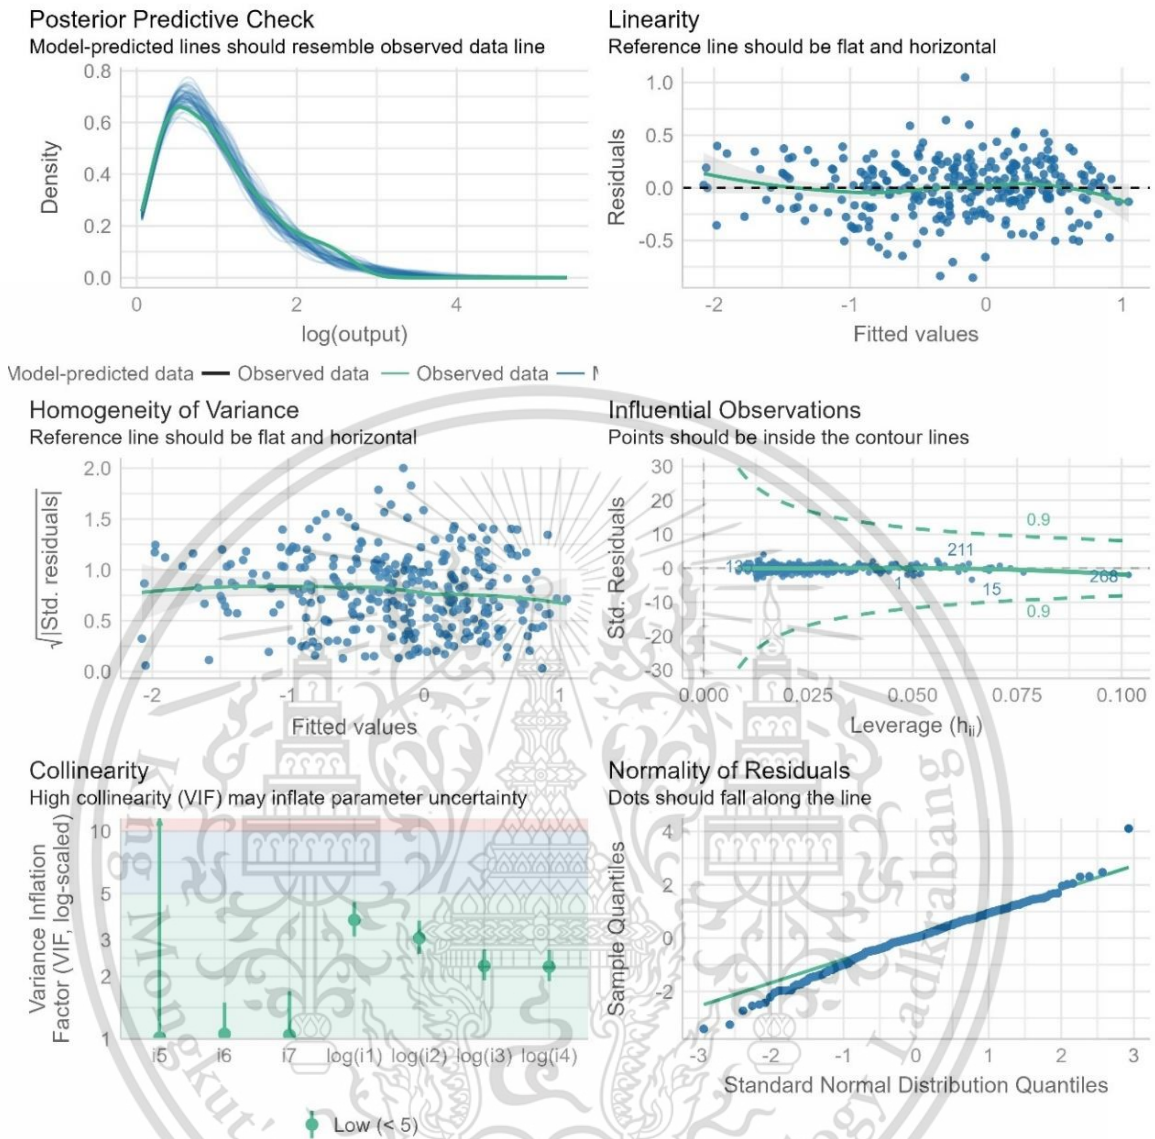 Posterior Predictive Check
Model-predicted lines should resemble observed data line
0.8
0.6
0.4
0.2
0.0
Density
0
2
4
log(output)
Model-predicted data
Observed data
Observed data
Linearity
Reference line should be flat and horizontal
1.0
0.5
0.0
-0.5
Residuals
-2
-1
0
1
Fitted values
Homogeneity of Variance
Reference line should be flat and horizontal
2.0
1.5
1.0
0.5
0.0
√|Std. residuals|
-2
-1
0
1
Fitted values
Influential Observations
Points should be inside the contour lines
30
20
10
0
-10
-20
-30
Std. Residuals
0.9
211
1
15
268
0.9
0.000
0.025
0.050
0.075
0.100
Leverage (hii)
Collinearity
High collinearity (VIF) may inflate parameter uncertainty
10
5
3
2
1
Variance Inflation
Factor (VIF, log-scaled)
i5
i6
i7
log(i1)
log(i2)
log(i3)
log(i4)
Low (< 5)
Normality of Residuals
Dots should fall along the line
4
2
0
-2
Sample Quantiles
-3
-2
-1
0
1
2
3
Standard Normal Distribution Quantiles
King Mongkut's
Ladkrabang